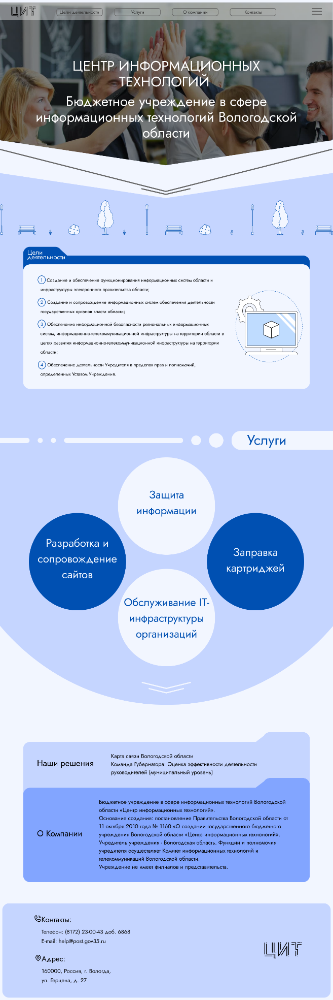 ЦИТ
Цели деятельности
Услуги
О компании
Контакты
ЦЕНТР ИНФОРМАЦИОННЫХ
ТЕХНОЛОГИЙ
Бюджетное учреждение в сфере
информационных технологий Вологодской
области
Цели
деятельности
1 Создание и обеспечение функционирования информационных систем области и
инфраструктуры электронного правительства области;
2 Создание и сопровождение информационных систем обеспечения деятельности
государственных органов власти области;
3 Обеспечение информационной безопасности региональных информационных
систем, информационно-телекоммуникационной инфраструктуры на территории области в
целях развития информационно-телекоммуникационной инфраструктуры на территории
области;
4 Обеспечение деятельности Учредителя в пределах прав и полномочий,
определенных Уставом Учреждения.
Услуги
Защита
информации
Разработка и
сопровождение
сайтов
Заправка
картриджей
Обслуживание IT-
инфраструктуры
организаций
Наши решения
Карта связи Вологодской области
Команда Губернатора: Оценка эффективности деятельности
руководителей (муниципальный уровень)
О Компании
Бюджетное учреждение в сфере информационных технологий Вологодской
области «Центр информационных технологий».
Основание создания: постановление Правительства Вологодской области от
11 октября 2010 года № 1160 «О создании государственного бюджетного
учреждения Вологодской области «Центр информационных технологий».
Учредитель учреждения - Вологодская область. Функции и полномочия
учредителя осуществляет Комитет информационных технологий и
телекоммуникаций Вологодской области.
Учреждение не имеет филиалов и представительств.
Контакты:
Телефон: (8172) 23-00-43 доб. 6868
E-mail: help@post.gov35.ru
Адрес:
160000, Россия, г. Вологда,
ул. Герцена, д. 27
ЦИТ